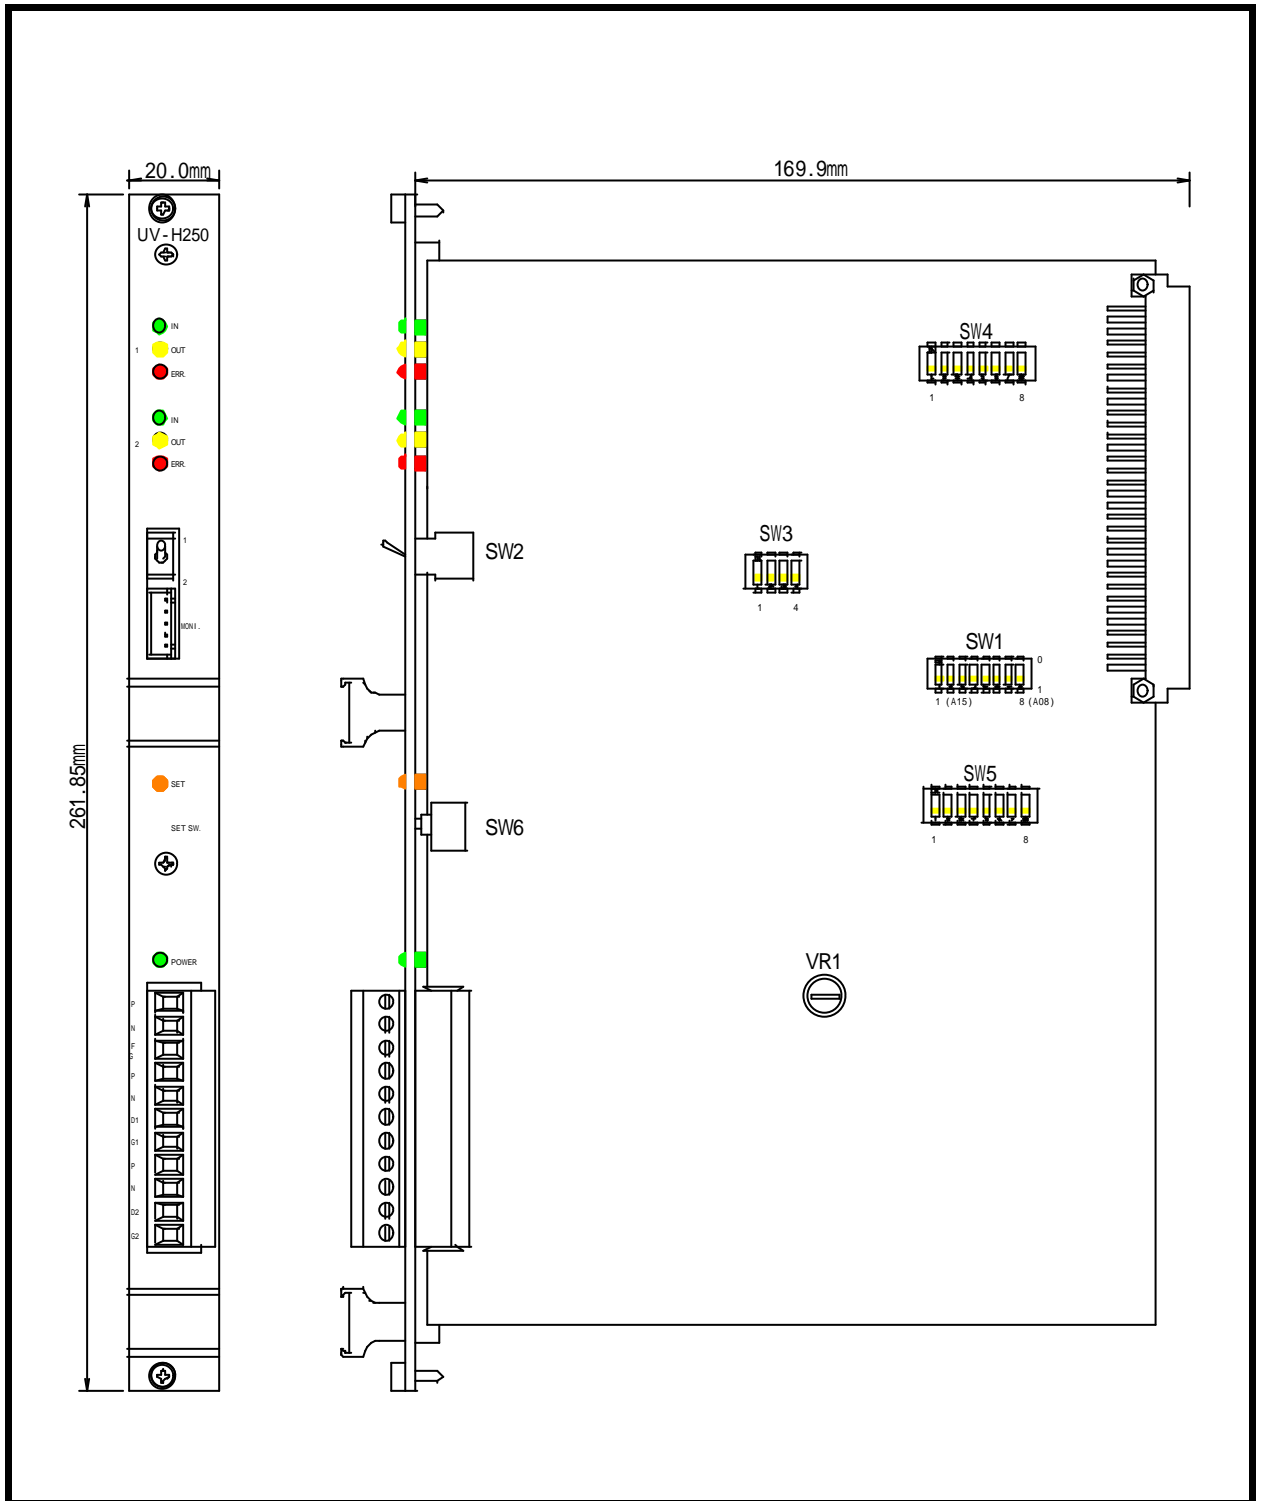 20.0mm
169.9mm
UV-H250
IN
1
OUT
ERR.
IN
2
OUT
ERR.
SW4
1 8
1
SW2
SW3
2
1 4
MONI.
SW1
0
1
1 (A15) 8 (A08)
261.85mm
SET
SW5
SET SW.
SW6
1 8
POWER
VR1
P
N
F
G
P
N
D1
G1
P
N
D2
G2